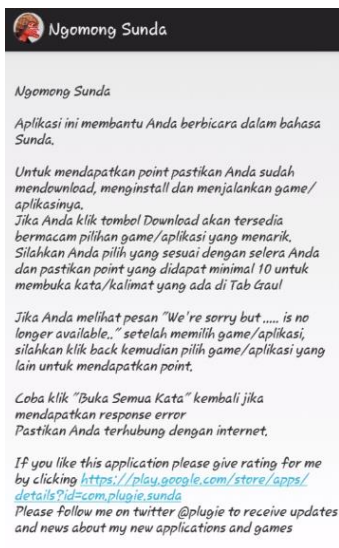 Ngomong Sunda
Ngomong Sunda
Aplikasi ini membantu Anda berbicara dalam bahasa
Sunda.
Untuk mendapatkan point pastikan Anda sudah
mendownload, menginstall dan menjalankan game/
aplikasinya.
Jika Anda klik tombol Download akan tersedia
bermacam pilihan game/aplikasi yang menarik.
Silahkan Anda pilih yang sesuai dengan selera Anda
dan pastikan point yang didapat minimal 10 untuk
membuka kata/kalimat yang ada di Tab Gaul
Jika Anda melihat pesan "We're sorry but ..... is no
longer available.." setelah memilih game/aplikasi,
silahkan klik back kemudian pilih game/aplikasi yang
lain untuk mendapatkan point.
Coba klik "Buka Semua Kata" kembali jika
mendapatkan response error
Pastikan Anda terhubung dengan internet.
If you like this application please give rating for me
by clicking https://play.google.com/store/apps/
details?id=com.plugie.sunda
Please follow me on twitter @plugie to receive updates
and news about my new applications and games